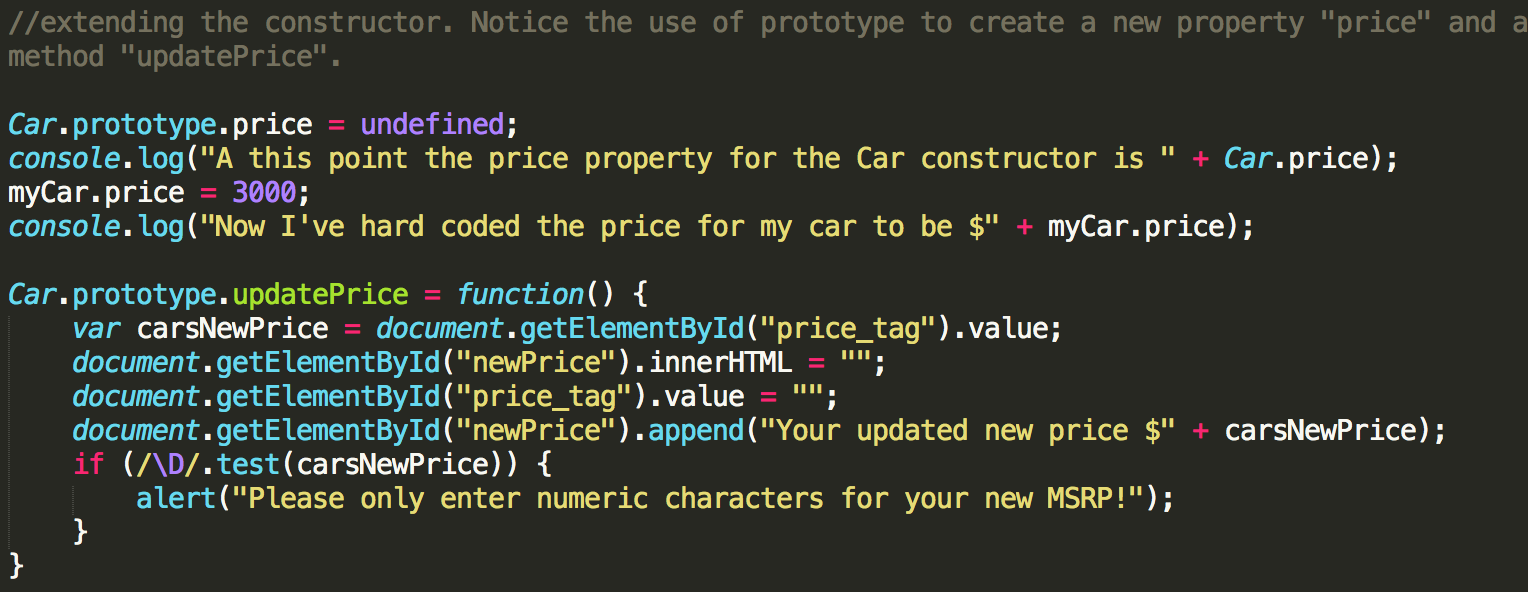 //extending the constructor. Notice the use of prototype to create a new property "price" and a
method "updatePrice".
Car.prototype.price = undefined;
console.log("A this point the price property for the Car constructor is " + Car.price);
myCar.price = 3000;
console.log("Now I've hard coded the price for my car to be $" + myCar.price);
Car.prototype.updatePrice = function() {
    var carsNewPrice = document.getElementById("price_tag").value;
    document.getElementById("newPrice").innerHTML = "";
    document.getElementById("price_tag").value = "";
    document.getElementById("newPrice").append("Your updated new price $" + carsNewPrice);
    if (/\D/.test(carsNewPrice)) {
        alert("Please only enter numeric characters for your new MSRP!");
    }
}